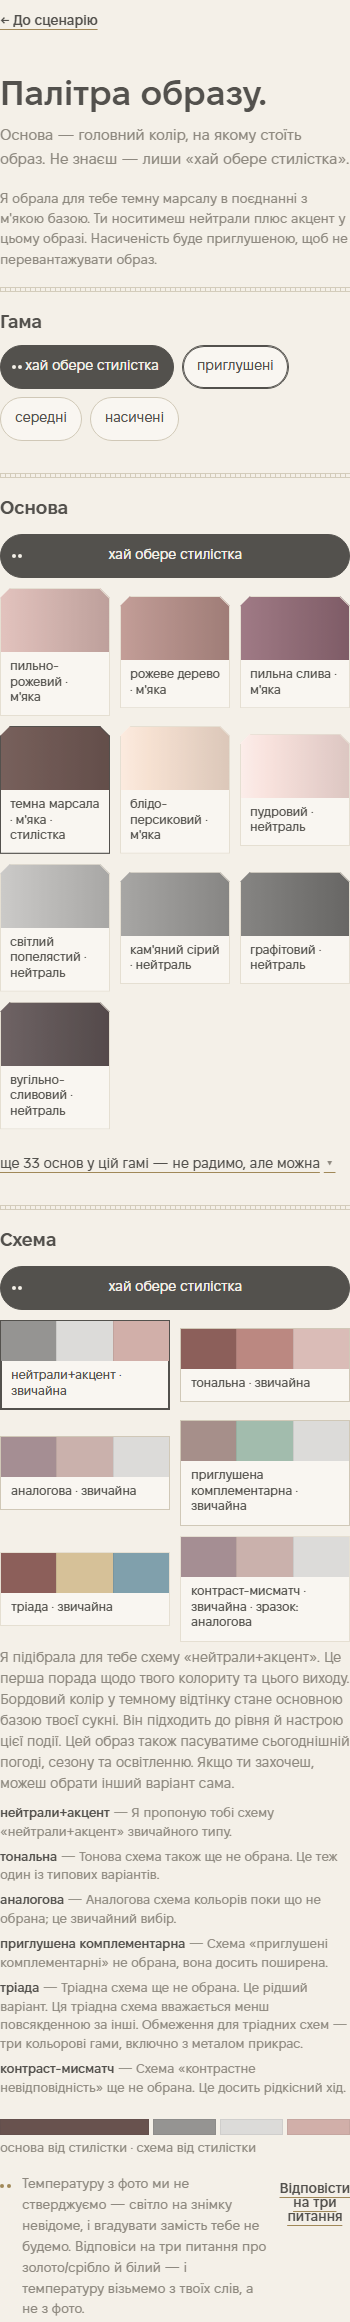 ← До сценарію
Палітра образу.
Основа — головний колір, на якому стоїть
образ. Не знаєш — лиши «хай обере стилістка».
Я обрала для тебе темну марсалу в поєднанні з
м'якою базою. Ти носитимеш нейтрали плюс акцент у
цьому образі. Насиченість буде приглушеною, щоб не
перевантажувати образ.
Гама
хай обере стилістка
приглушені
середні
насичені
Основа
хай обере стилістка
пильно-
рожевий ·
м'яка
рожеве дерево
· м'яка
пильна слива ·
м'яка
темна марсала
· м'яка ·
стилістка
блідо-
персиковий ·
м'яка
пудровий ·
нейтраль
світлий
попелястий ·
нейтраль
кам'яний сірий
· нейтраль
графітовий ·
нейтраль
вугільно-
сливовий ·
нейтраль
ще 33 основ у цій гамі — не радимо, але можна ▾
Схема
хай обере стилістка
нейтрали+акцент ·
звичайна
тональна · звичайна
аналогова · звичайна
приглушена
комплементарна ·
звичайна
тріада · звичайна
контраст-мисматч ·
звичайна · зразок:
аналогова
Я підібрала для тебе схему «нейтрали+акцент». Це
перша порада щодо твого колориту та цього виходу.
Бордовий колір у темному відтінку стане основною
базою твоєї сукні. Він підходить до рівня й настрою
цієї події. Цей образ також пасуватиме сьогоднішній
погоді, сезону та освітленню. Якщо ти захочеш,
можеш обрати інший варіант сама.
нейтрали+акцент — Я пропоную тобі схему
«нейтрали+акцент» звичайного типу.
тональна — Тонова схема також ще не обрана. Це теж
один із типових варіантів.
аналогова — Аналогова схема кольорів поки що не
обрана; це звичайний вибір.
приглушена комплементарна — Схема «приглушені
комплементарні» не обрана, вона досить поширена.
тріада — Тріадна схема ще не обрана. Це рідший
варіант. Ця тріадна схема вважається менш
повсякденною за інші. Обмеження для тріадних схем —
три кольорові гами, включно з металом прикрас.
контраст-мисматч — Схема «контрастне
невідповідність» ще не обрана. Це досить рідкісний хід.
основа від стилістки · схема від стилістки
Температуру з фото ми не
стверджуємо — світло на знімку
невідоме, і вгадувати замість тебе не
будемо. Відповіси на три питання про
золото/срібло й білий — і
температуру візьмемо з твоїх слів, а
не з фото.
Відповісти
на три
питання